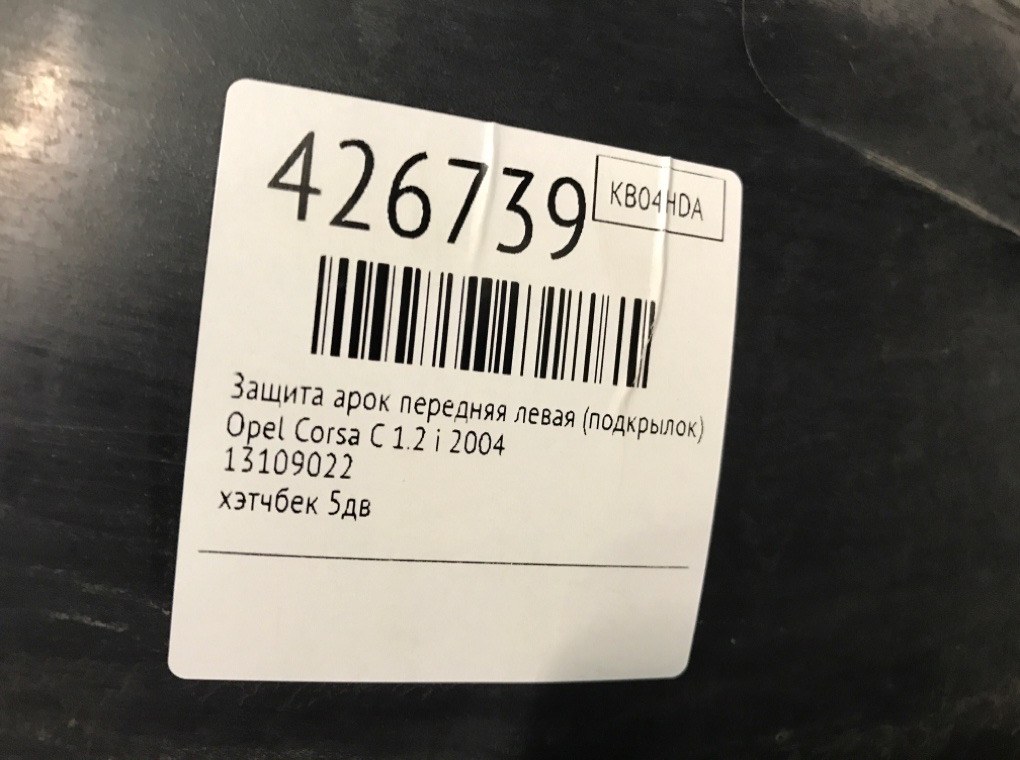 426739
KB04HDA
Защита арок передняя левая (подкрылок)
Opel Corsa C 1.2 i 2004
13109022
хэтчбек 5дв